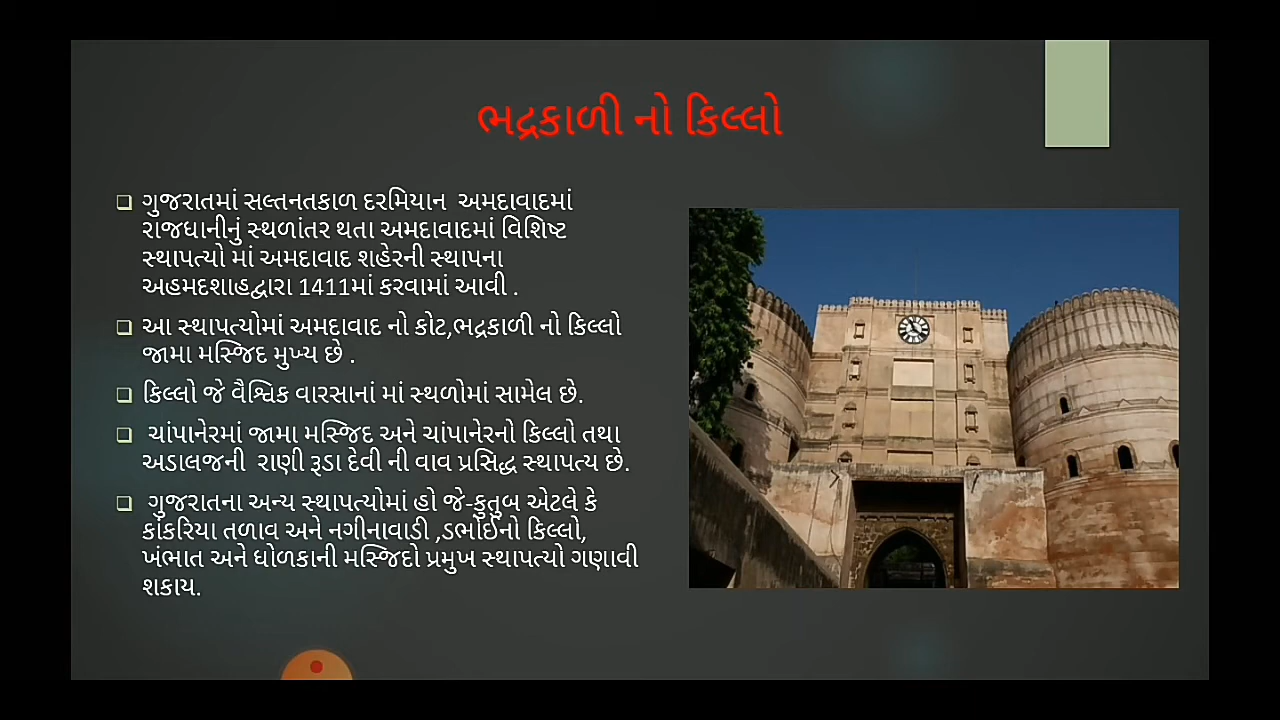 ભદ્રકાળી નો કિલ્લો
ગુજરાતમાં સલ્તનતકાળ દરમિયાન અમદાવાદમાં
રાજધાનીનું સ્થળાંતર થતા અમદાવાદમાં વિશિષ્ટ
સ્થાપત્યો માં અમદાવાદ શહેરની સ્થાપના
અહમદશાહદ્વારા 1411માં કરવામાં આવી .
આ સ્થાપત્યોમાં અમદાવાદ નો કોટ,ભદ્રકાળી નો કિલ્લો
જામા મસ્જિદ મુખ્ય છે .
કિલ્લો જે વૈશ્વિક વારસાનાં માં સ્થળોમાં સામેલ છે.
ચાંપાનેરમાં જામા મસ્જિદ અને ચાંપાનેરનો કિલ્લો તથા
અડાલજની રાણી રૂડા દેવી ની વાવ પ્રસિદ્ધ સ્થાપત્ય છે.
ગુજરાતના અન્ય સ્થાપત્યોમાં હો જે-કુતુબ એટલે કે
કાંકરિયા તળાવ અને નગીનાવાડી ,ડભોઈનો કિલ્લો,
ખંભાત અને ધોળકાની મસ્જિદો પ્રમુખ સ્થાપત્યો ગણાવી
શકાય.